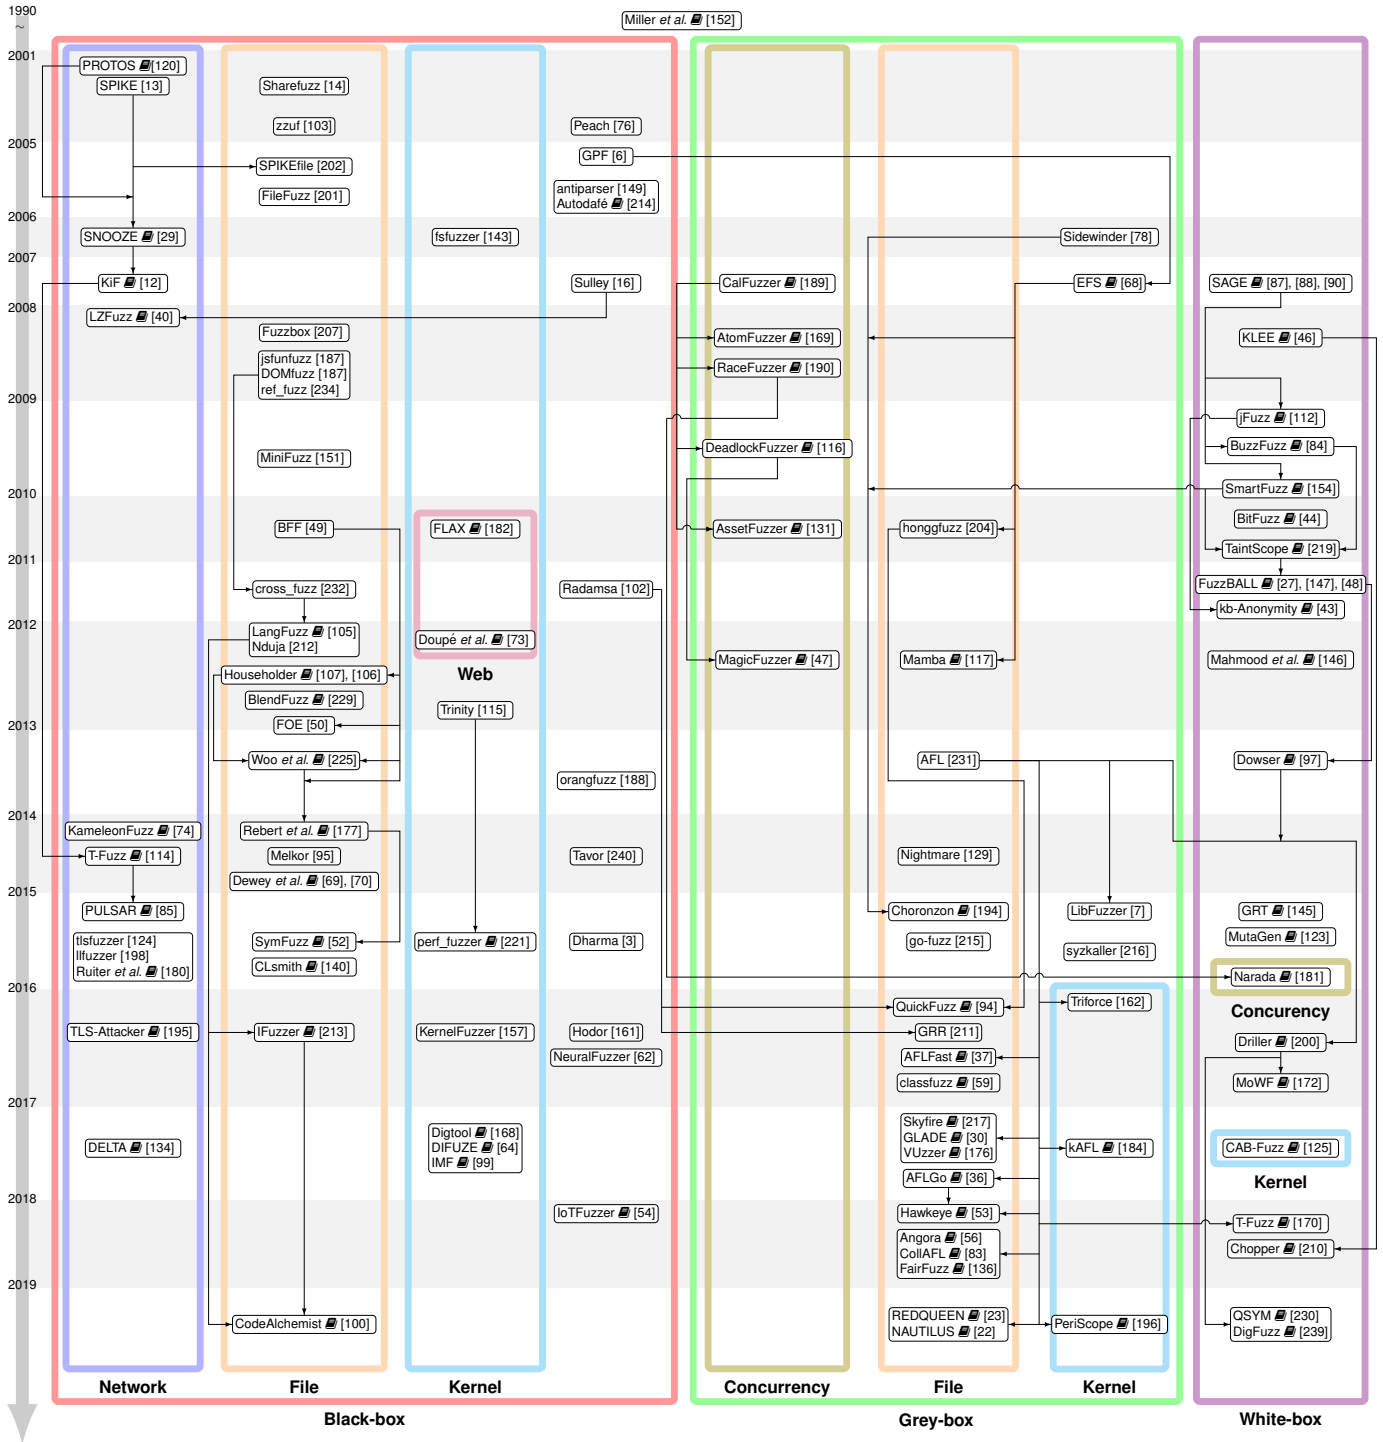 1990
~
Miller et al. [152]
2001
PROTOS [120]
SPIKE [13]
Sharefuzz [14]
zzuf [103]
Peach [76]
2005
GPF [6]
SPIKEfile [202]
FileFuzz [201]
antiparser [149]
Autodafé [214]
2006
SNOOZE [29]
fsfuzzer [143]
Sidewinder [78]
2007
KiF [12]
Sulley [16]
CalFuzzer [189]
EFS [68]
SAGE [87], [88], [90]
2008
LZFuzz [40]
Fuzzbox [207]
AtomFuzzer [169]
KLEE [46]
jsfunfuzz [187]
DOMfuzz [187]
ref_fuzz [234]
RaceFuzzer [190]
2009
jFuzz [112]
MiniFuzz [151]
DeadlockFuzzer [116]
BuzzFuzz [84]
2010
SmartFuzz [154]
BFF [49]
FLAX [182]
AssetFuzzer [131]
honggfuzz [204]
BitFuzz [44]
TaintScope [219]
2011
cross_fuzz [232]
Radamsa [102]
FuzzBALL [27], [147], [48]
kb-Anonymity [43]
2012
LangFuzz [105]
Nduja [212]
Doupé et al. [73]
Web
MagicFuzzer [47]
Mamba [117]
Mahmood et al. [146]
Householder [107], [106]
BlendFuzz [229]
Trinity [115]
2013
FOE [50]
Woo et al. [225]
orangfuzz [188]
AFL [231]
Dowser [97]
2014
KameleonFuzz [74]
Rebert et al. [177]
T-Fuzz [114]
Melkor [95]
Tavor [240]
Nightmare [129]
Dewey et al. [69], [70]
2015
PULSAR [85]
Choronzon [194]
LibFuzzer [7]
GRT [145]
tlsfuzzer [124]
llfuzzer [198]
Ruiter et al. [180]
SymFuzz [52]
perf_fuzzer [221]
Dharma [3]
go-fuzz [215]
syzkaller [216]
MutaGen [123]
CLsmith [140]
Narada [181]
2016
Concurency
QuickFuzz [94]
Triforce [162]
TLS-Attacker [195]
IFuzzer [213]
KernelFuzzer [157]
Hodor [161]
GRR [211]
Driller [200]
NeuralFuzzer [62]
AFLFast [37]
classfuzz [59]
MoWF [172]
2017
DELTA [134]
Digtool [168]
DIFUZE [64]
IMF [99]
Skyfire [217]
GLADE [30]
VUzzer [176]
kAFL [184]
CAB-Fuzz [125]
Kernel
AFLGo [36]
2018
IoTFuzzer [54]
Hawkeye [53]
T-Fuzz [170]
Angora [56]
CollAFL [83]
FairFuzz [136]
Chopper [210]
2019
CodeAlchemist [100]
REDQUEEN [23]
NAUTILUS [22]
PeriScope [196]
QSYM [230]
DigFuzz [239]
Network
File
Kernel
Concurrency
File
Kernel
Black-box
Grey-box
White-box